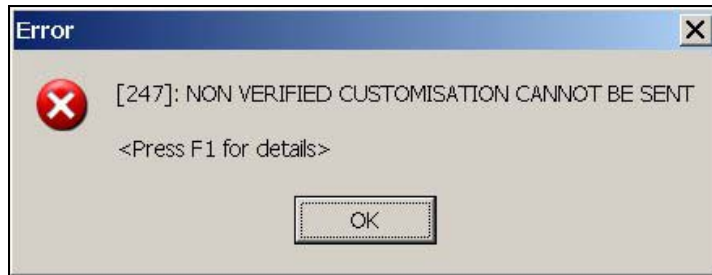 Error
[247]: NON VERIFIED CUSTOMISATION CANNOT BE SENT
<Press F1 for details>
OK